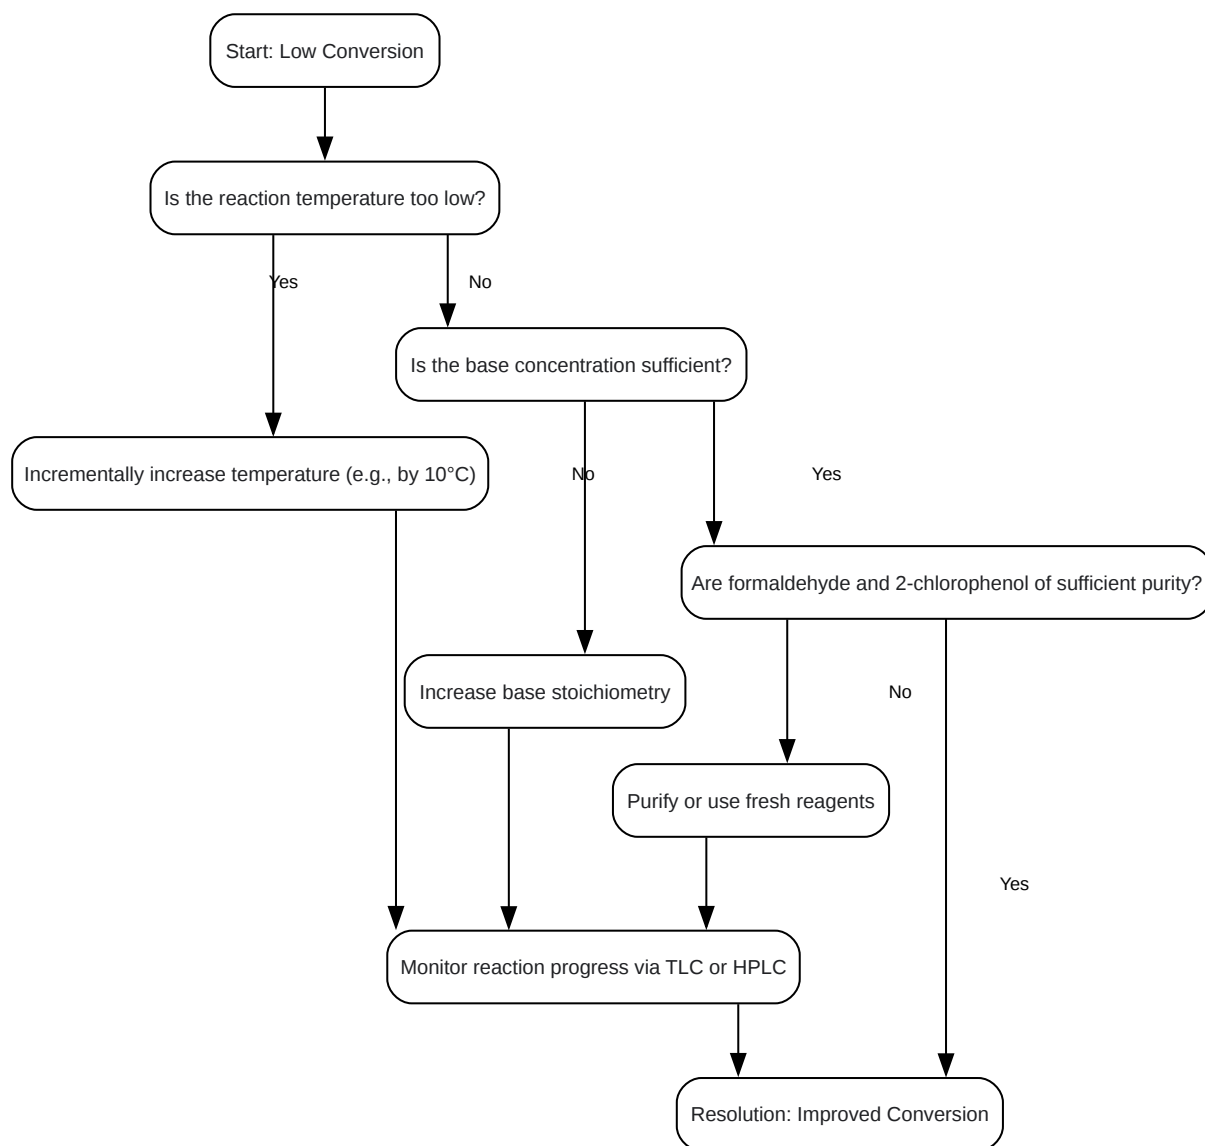 Start: Low Conversion
Is the reaction temperature too low?
Yes
No
Is the base concentration sufficient?
Incrementally increase temperature (e.g., by 10°C)
No
Yes
Are formaldehyde and 2-chlorophenol of sufficient purity?
Increase base stoichiometry
No
Purify or use fresh reagents
Yes
Monitor reaction progress via TLC or HPLC
Resolution: Improved Conversion